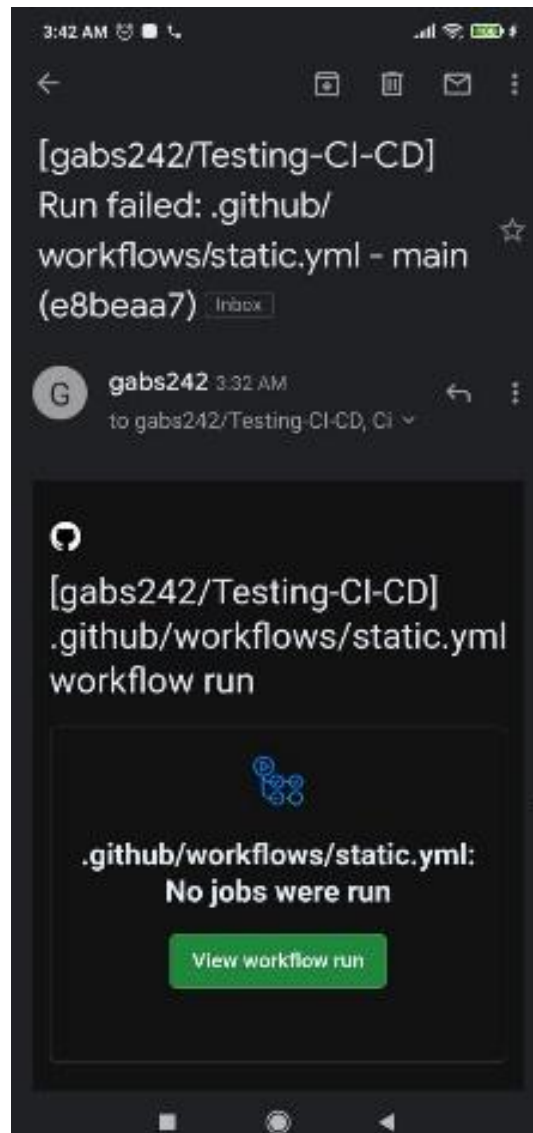 3:42 AM
[gabs242/Testing-CI-CD]
Run failed: .github/
workflows/static.yml - main
(e8beaa7) Inbox
G
gabs242 3:32 AM
to gabs242/Testing-CI-CD, Ci
[gabs242/Testing-CI-CD]
.github/workflows/static.yml
workflow run
.github/workflows/static.yml:
No jobs were run
View workflow run